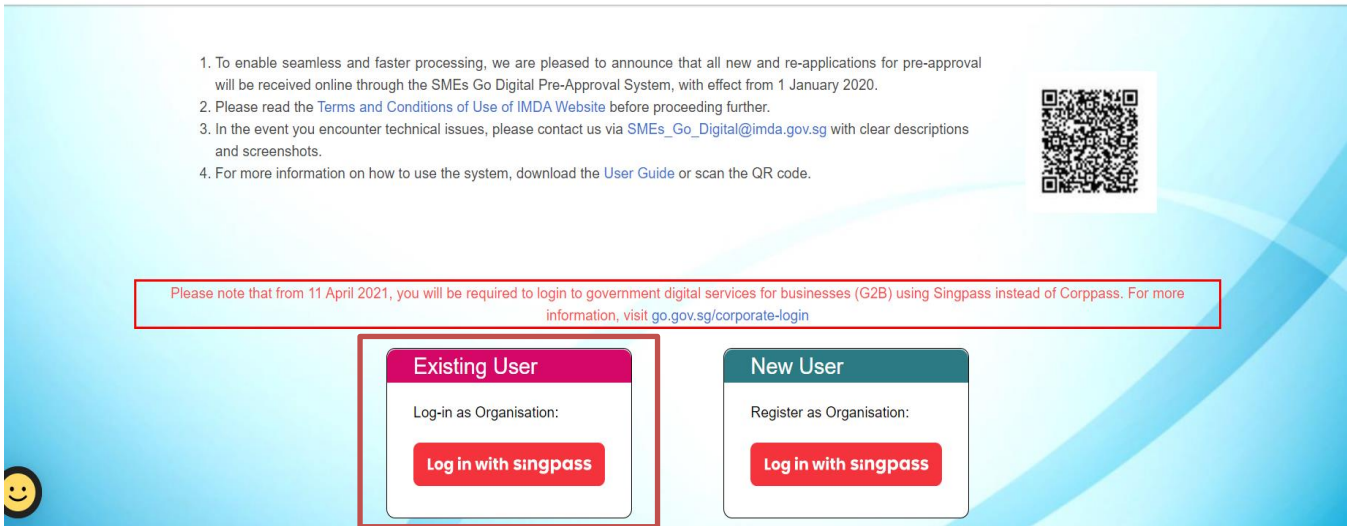 1. To enable seamless and faster processing, we are pleased to announce that all new and re-applications for pre-approval
will be received online through the SMEs Go Digital Pre-Approval System, with effect from 1 January 2020.
2. Please read the Terms and Conditions of Use of IMDA Website before proceeding further.
3. In the event you encounter technical issues, please contact us via SMEs_Go_Digital@imda.gov.sg with clear descriptions
and screenshots.
4. For more information on how to use the system, download the User Guide or scan the QR code.
Please note that from 11 April 2021, you will be required to login to government digital services for businesses (G2B) using Singpass instead of Corppass. For more
information, visit go.gov.sg/corporate-login
Existing User
Log-in as Organisation:
Log in with singpass
New User
Register as Organisation:
Log in with singpass